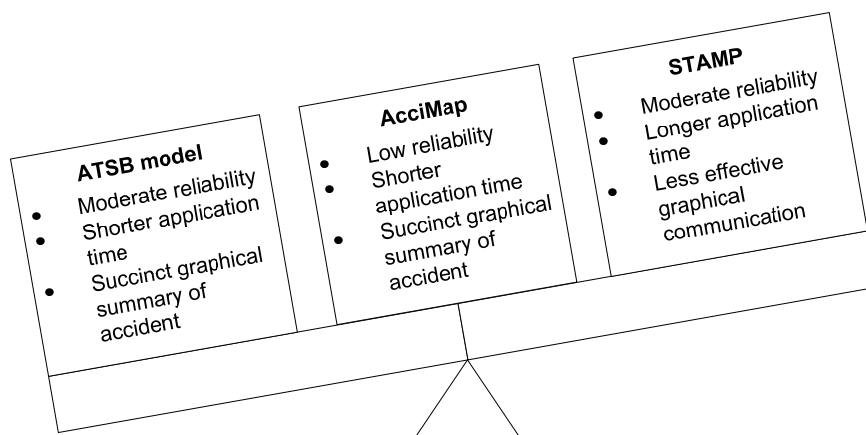 ATSB model
• Moderate reliability
• Shorter application
time
• Succinct graphical
summary of
accident
AcciMap
• Low reliability
• Shorter
application time
• Succinct graphical
summary of
accident
STAMP
• Moderate reliability
• Longer application
time
• Less effective
graphical
communication